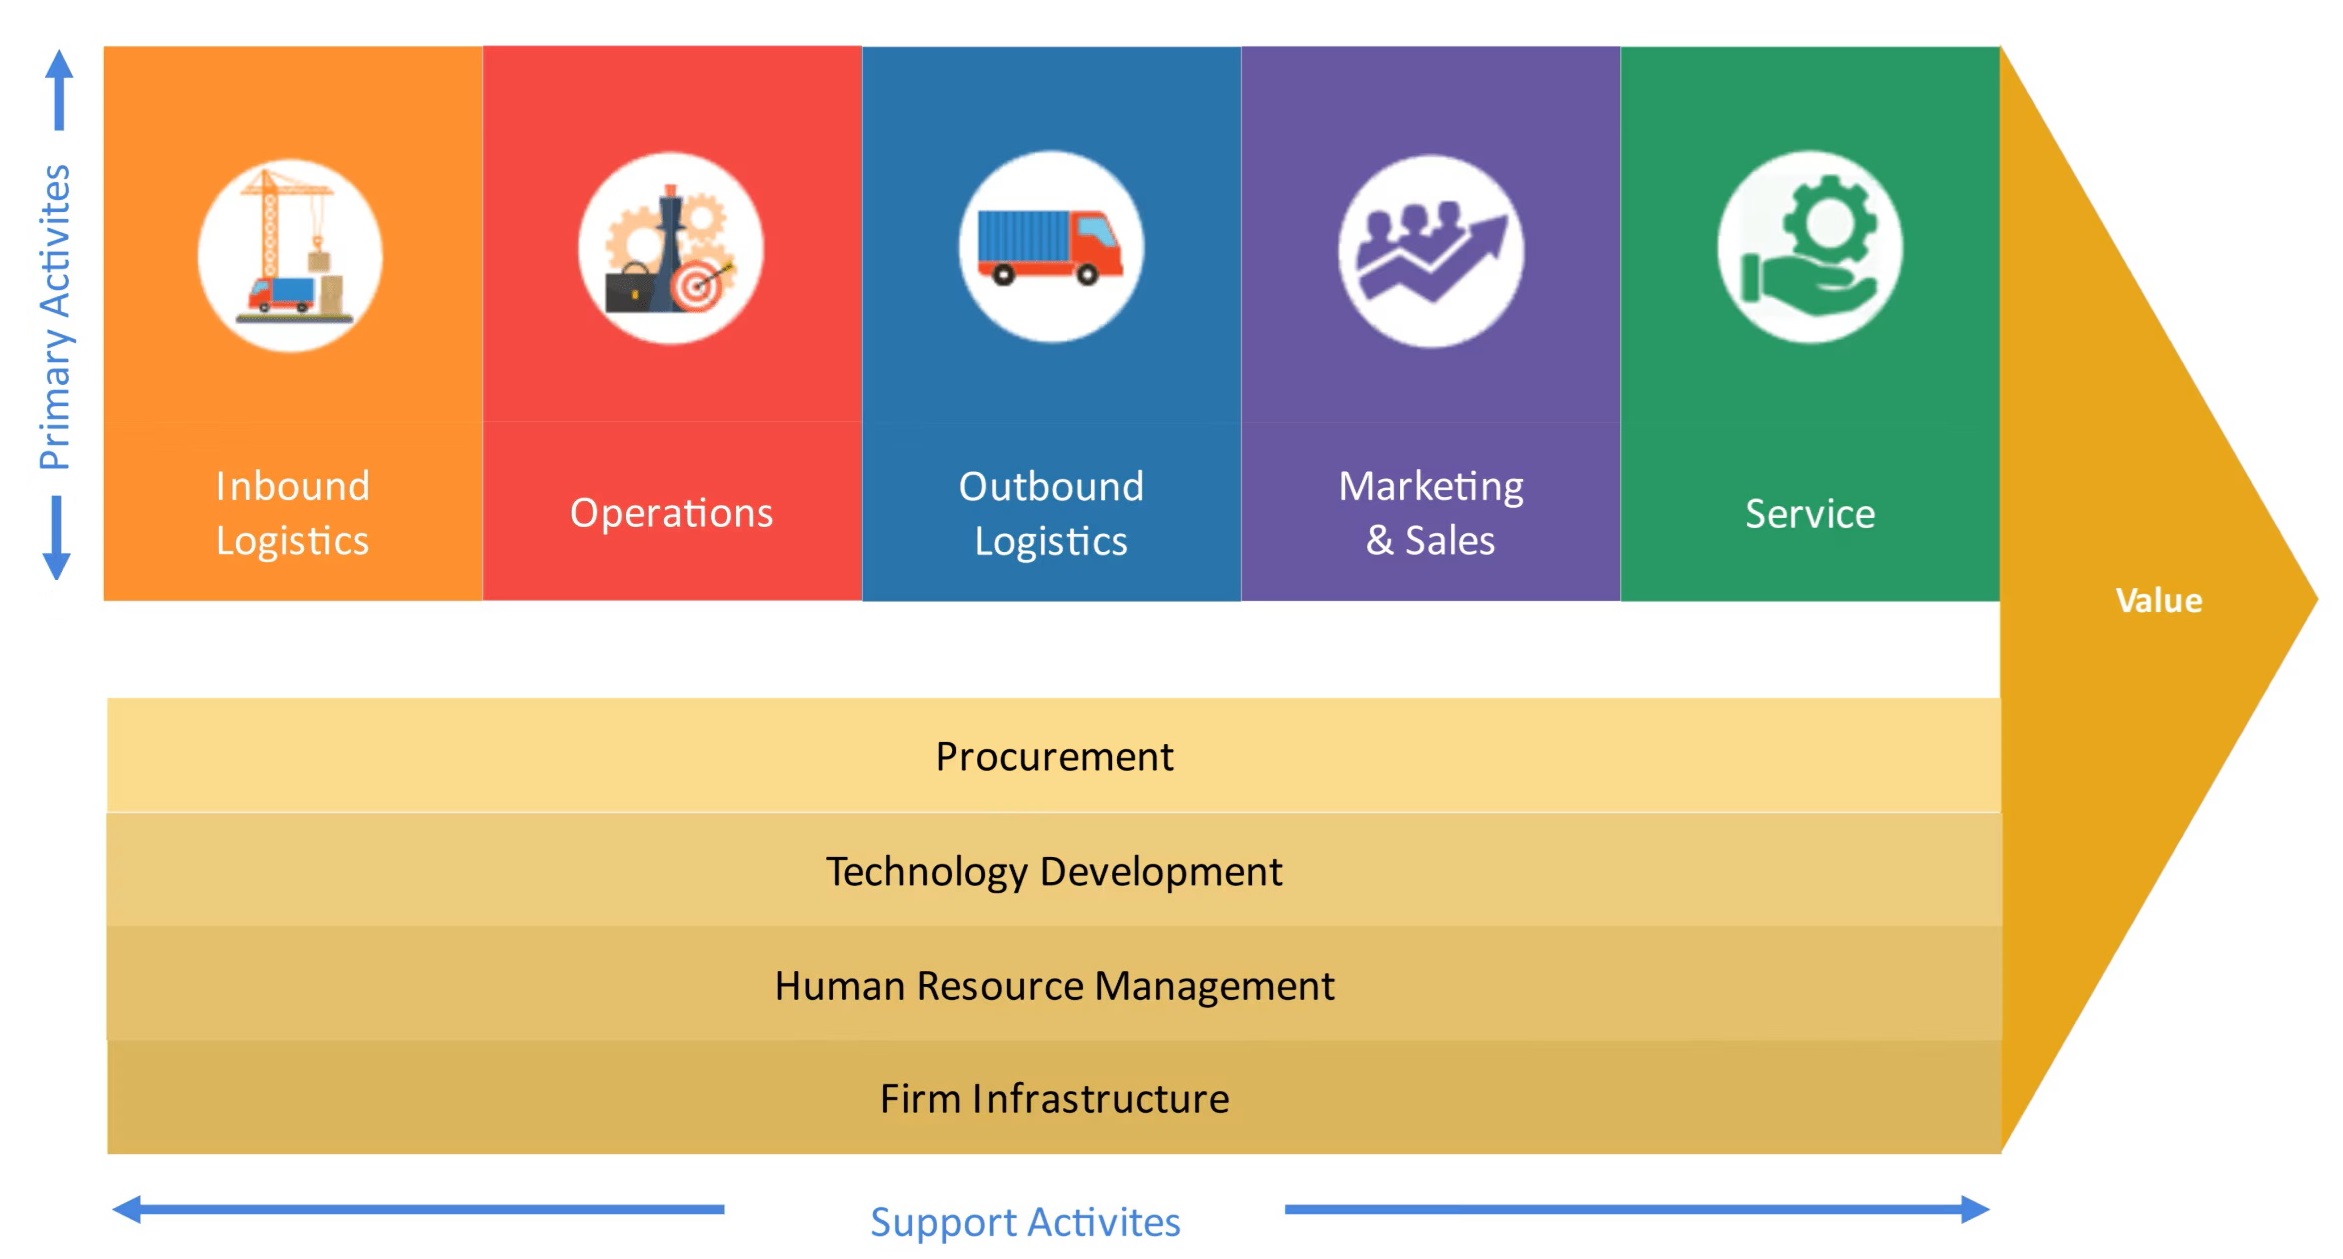 Primary Activites
Inbound
Logistics
Operations
Outbound
Logistics
Marketing
& Sales
Service
Value
Procurement
Technology Development
Human Resource Management
Firm Infrastructure
Support Activites